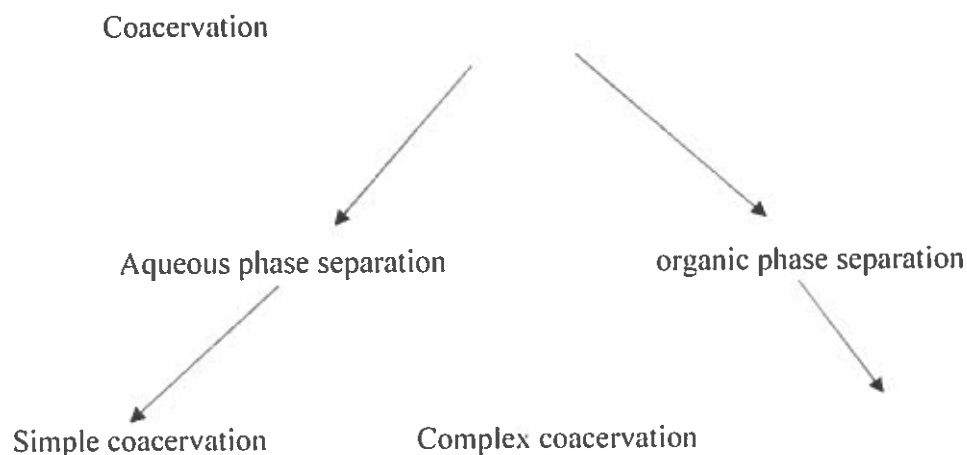 Coacervation
Aqueous phase separation organic phase separation
Simple coacervation Complex coacervation